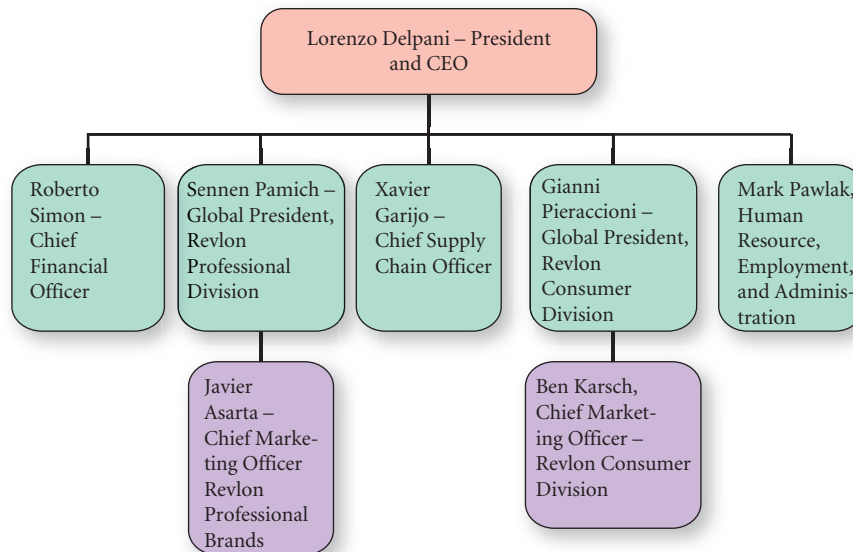 Lorenzo Delpani – President
and CEO
Roberto
Simon –
Chief
Financial
Officer
Sennen Pamich –
Global President,
Revlon
Professional
Division
Xavier
Garijo –
Chief Supply
Chain Officer
Gianni
Pieraccioni –
Global President,
Revlon
Consumer
Division
Mark Pawlak,
Human
Resource,
Employment,
and Adminis-
tration
Javier
Asarta –
Chief Marke-
ting Officer
Revlon
Professional
Brands
Ben Karsch,
Chief Market-
ing Officer –
Revlon Consumer
Division